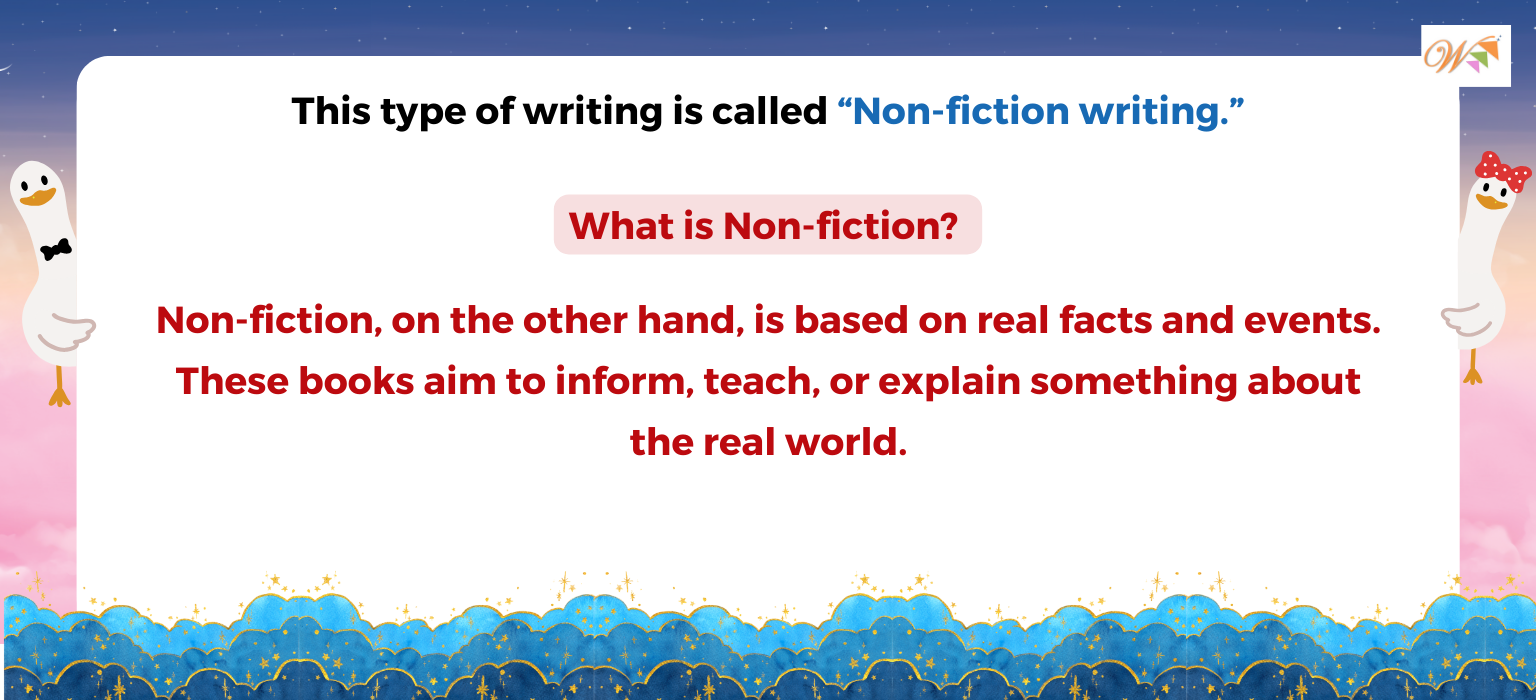 W
This type of writing is called “Non-fiction writing.”
What is Non-fiction?
Non-fiction, on the other hand, is based on real facts and events.
These books aim to inform, teach, or explain something about
the real world.